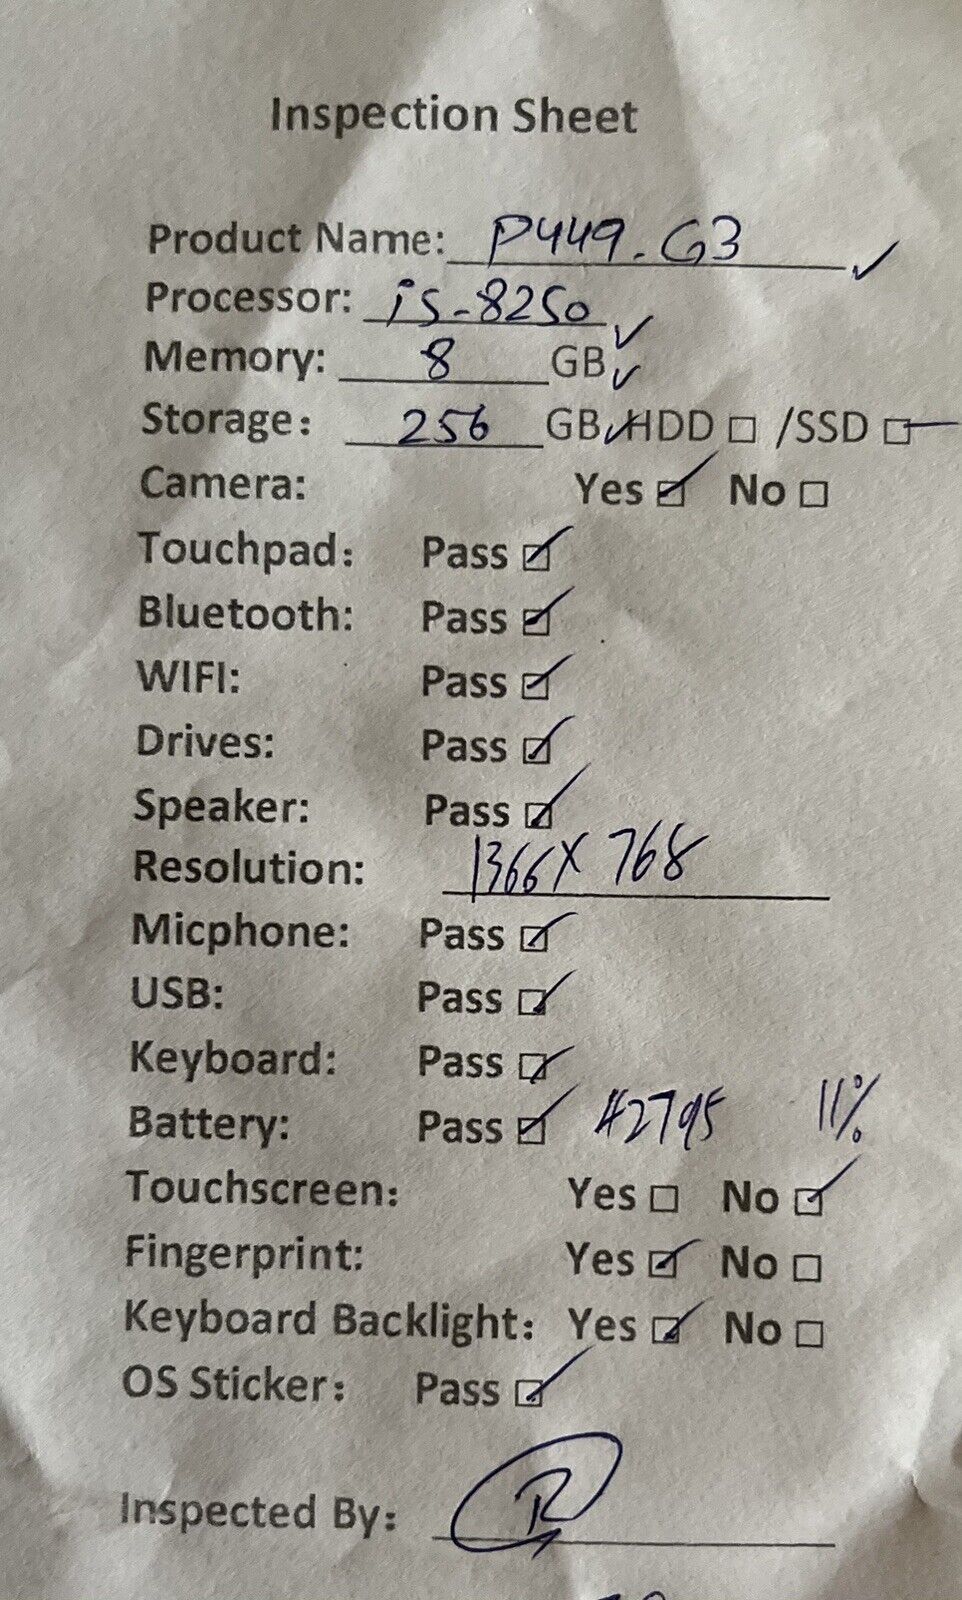 Inspection Sheet
Product Name: P449.G3 ✓
Processor: i5-8250 ✓
Memory: 8 GB ✓
Storage: 256 GB ✓ HDD ☐ /SSD ☑
Camera: Yes ☑ No ☐
Touchpad: Pass ☑
Bluetooth: Pass ☑
WIFI: Pass ☑
Drives: Pass ☑
Speaker: Pass ☑
Resolution: 1366X768
Micphone: Pass ☑
USB: Pass ☑
Keyboard: Pass ☑
Battery: Pass ☑ 42795 11%
Touchscreen: Yes ☐ No ☑
Fingerprint: Yes ☑ No ☐
Keyboard Backlight: Yes ☑ No ☐
OS Sticker: Pass ☑
Inspected By: R